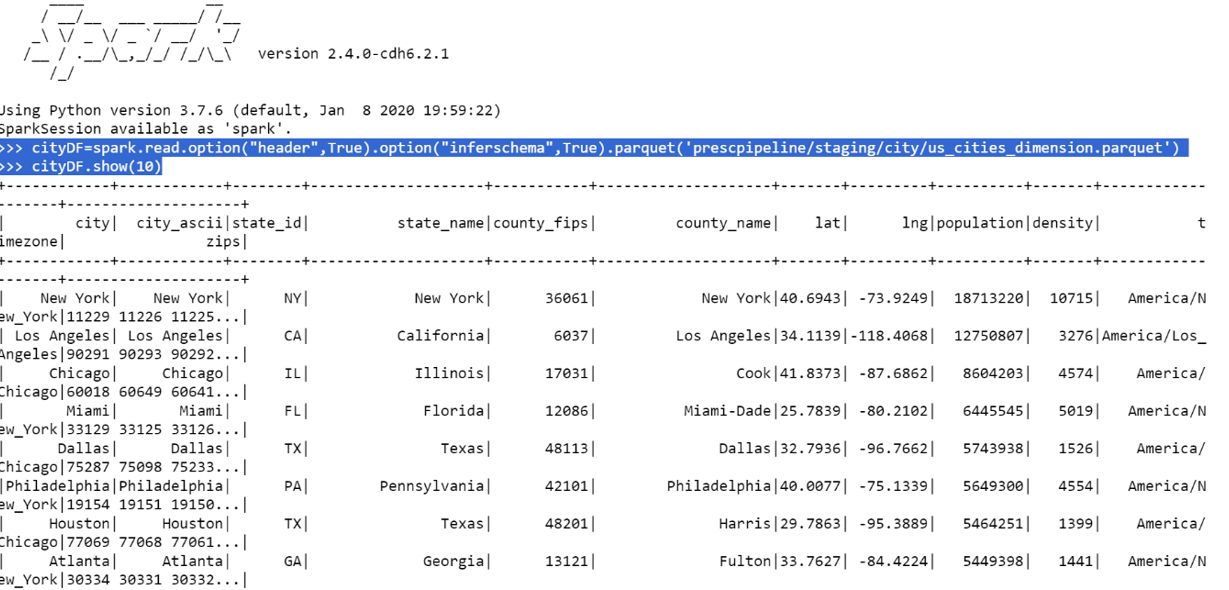 version 2.4.0-cdh6.2.1
Using Python version 3.7.6 (default, Jan  8 2020 19:59:22)
SparkSession available as 'spark'.
>>> cityDF=spark.read.option("header",True).option("inferschema",True).parquet('prescpipeline/staging/city/us_cities_dimension.parquet')
>>> cityDF.show(10)
+------------+------------+--------+--------------------+-----------+--------------------+-------+---------+----------+-------+------------
-------+--------------------+
|        city|  city_ascii|state_id|          state_name|county_fips|         county_name|    lat|      lng|population|density|           t
imezone|                zips|
+------------+------------+--------+--------------------+-----------+--------------------+-------+---------+----------+-------+------------
-------+--------------------+
|    New York|    New York|      NY|            New York|      36061|            New York|40.6943| -73.9249|  18713220|  10715|   America/N
ew_York|11229 11226 11225...|
| Los Angeles| Los Angeles|      CA|          California|       6037|         Los Angeles|34.1139|-118.4068|  12750807|   3276|America/Los_
Angeles|90291 90293 90292...|
|     Chicago|     Chicago|      IL|            Illinois|      17031|                Cook|41.8373| -87.6862|   8604203|   4574|    America/
Chicago|60018 60649 60641...|
|       Miami|       Miami|      FL|             Florida|      12086|          Miami-Dade|25.7839| -80.2102|   6445545|   5019|   America/N
ew_York|33129 33125 33126...|
|      Dallas|      Dallas|      TX|               Texas|      48113|              Dallas|32.7936| -96.7662|   5743938|   1526|    America/
Chicago|75287 75098 75233...|
|Philadelphia|Philadelphia|      PA|        Pennsylvania|      42101|        Philadelphia|40.0077| -75.1339|   5649300|   4554|   America/N
ew_York|19154 19151 19150...|
|     Houston|     Houston|      TX|               Texas|      48201|              Harris|29.7863| -95.3889|   5464251|   1399|    America/
Chicago|77069 77068 77061...|
|     Atlanta|     Atlanta|      GA|             Georgia|      13121|              Fulton|33.7627| -84.4224|   5449398|   1441|   America/N
ew_York|30334 30331 30332...|